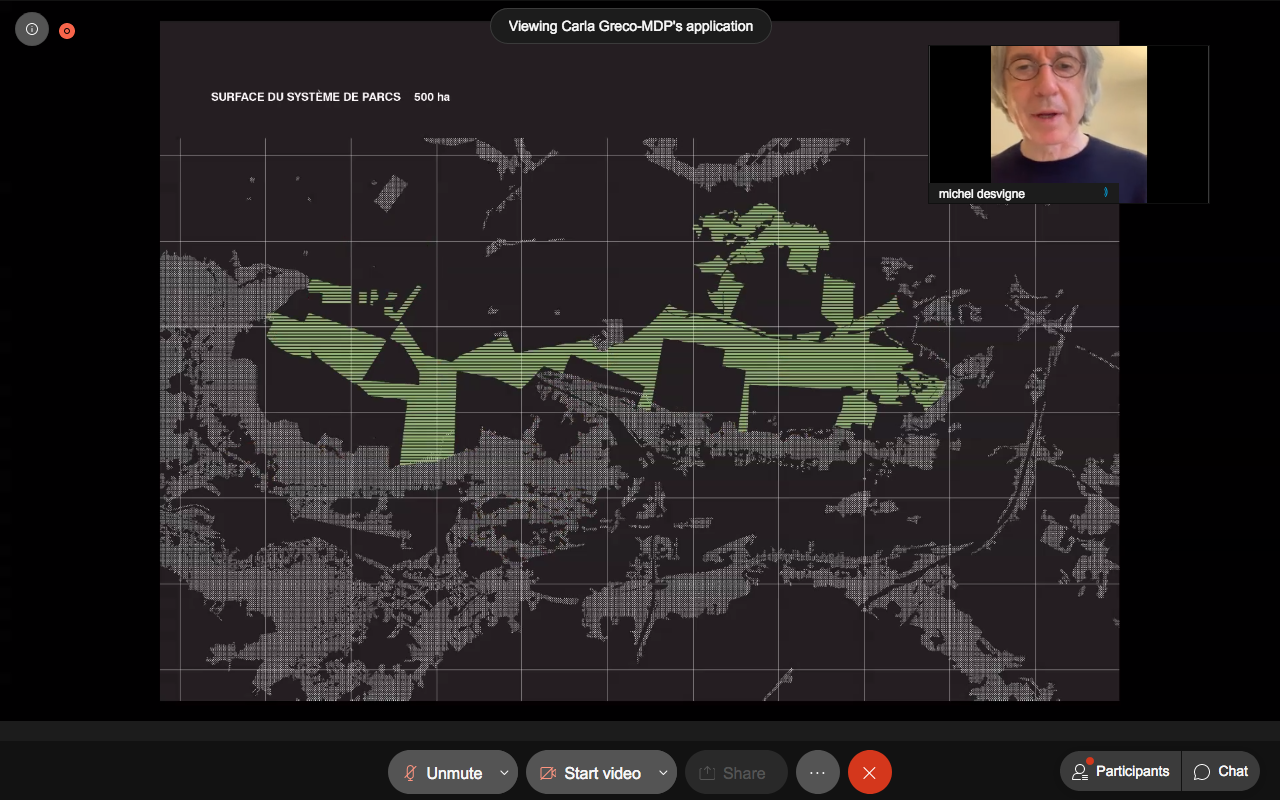 Viewing Carla Greco-MDP's application
SURFACE DU SYSTÈME DE PARCS 500 ha
michel desvigne
Unmute
Start video
Share
Participants
Chat